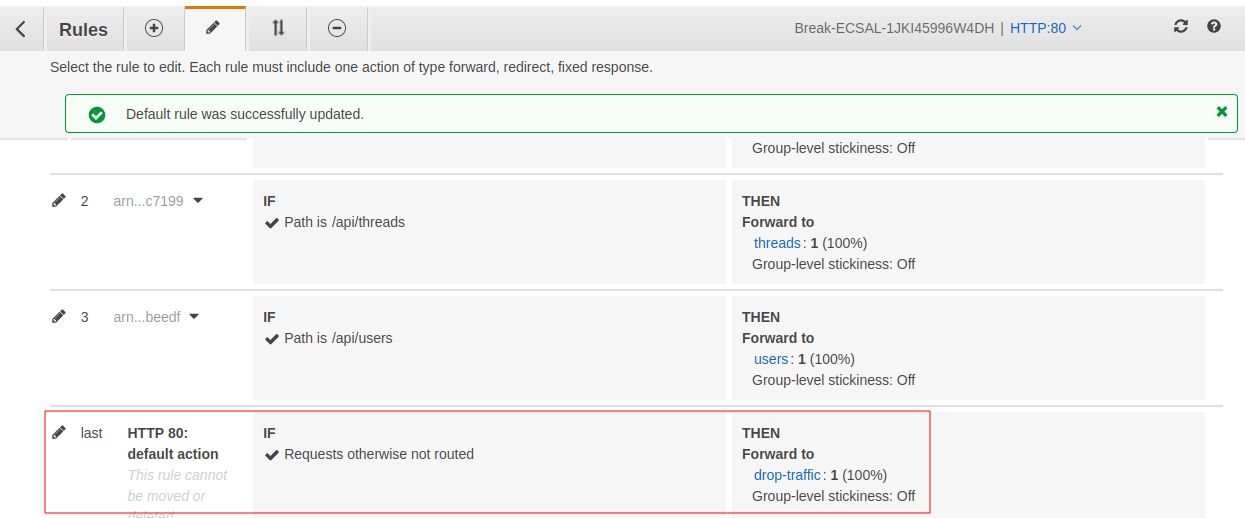 Rules
Break-ECSAL-1JKI45996W4DH | HTTP:80
Select the rule to edit. Each rule must include one action of type forward, redirect, fixed response.
Default rule was successfully updated.
Group-level stickiness: Off
2 arn...c7199 IF THEN
Path is /api/threads Forward to
threads: 1 (100%)
Group-level stickiness: Off
3 arn...beedf IF THEN
Path is /api/users Forward to
users: 1 (100%)
Group-level stickiness: Off
last HTTP 80: IF THEN
default action Requests otherwise not routed Forward to
This rule cannot drop-traffic: 1 (100%)
be moved or Group-level stickiness: Off
deleted